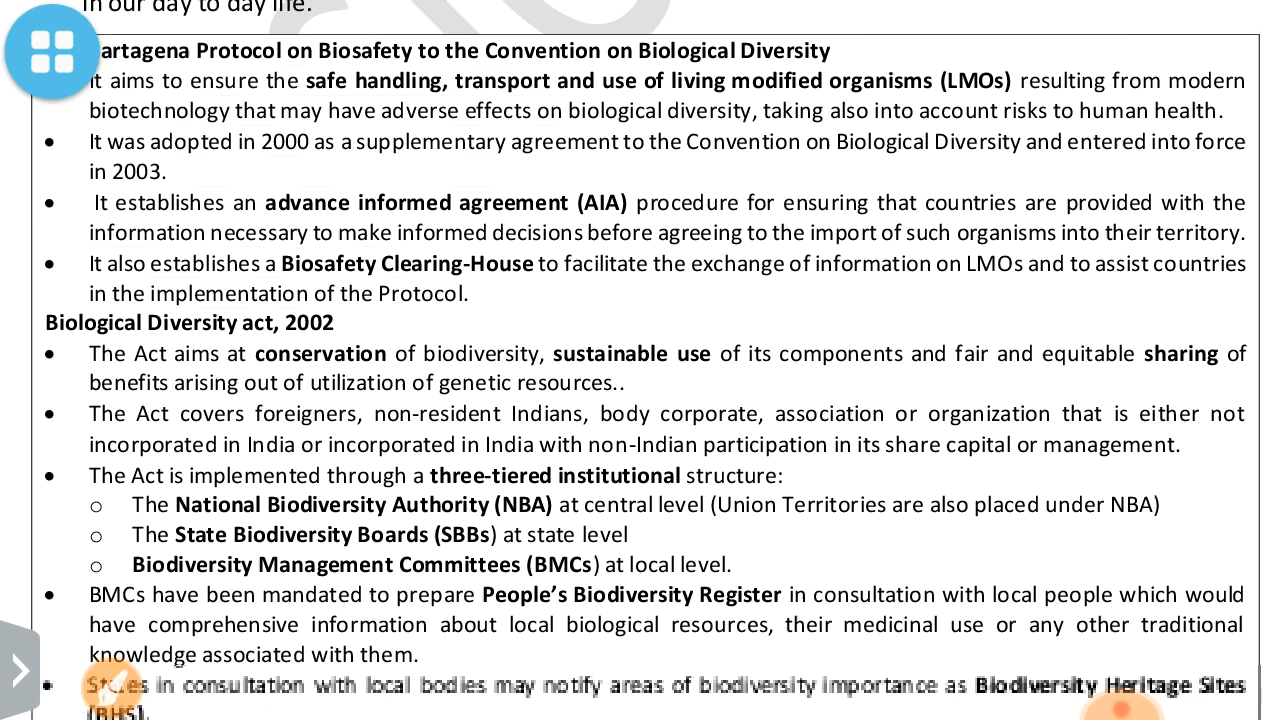 in our day to day life.
artagena Protocol on Biosafety to the Convention on Biological Diversity
It aims to ensure the safe handling, transport and use of living modified organisms (LMOs) resulting from modern
biotechnology that may have adverse effects on biological diversity, taking also into account risks to human health.
• It was adopted in 2000 as a supplementary agreement to the Convention on Biological Diversity and entered into force
in 2003.
• It establishes an advance informed agreement (AIA) procedure for ensuring that countries are provided with the
information necessary to make informed decisions before agreeing to the import of such organisms into their territory.
• It also establishes a Biosafety Clearing-House to facilitate the exchange of information on LMOs and to assist countries
in the implementation of the Protocol.
Biological Diversity act, 2002
• The Act aims at conservation of biodiversity, sustainable use of its components and fair and equitable sharing of
benefits arising out of utilization of genetic resources..
• The Act covers foreigners, non-resident Indians, body corporate, association or organization that is either not
incorporated in India or incorporated in India with non-Indian participation in its share capital or management.
• The Act is implemented through a three-tiered institutional structure:
o The National Biodiversity Authority (NBA) at central level (Union Territories are also placed under NBA)
o The State Biodiversity Boards (SBBs) at state level
o Biodiversity Management Committees (BMCs) at local level.
• BMCs have been mandated to prepare People’s Biodiversity Register in consultation with local people which would
have comprehensive information about local biological resources, their medicinal use or any other traditional
knowledge associated with them.
• States in consultation with local bodies may notify areas of biodiversity importance as Biodiversity Heritage Sites
(BHS).